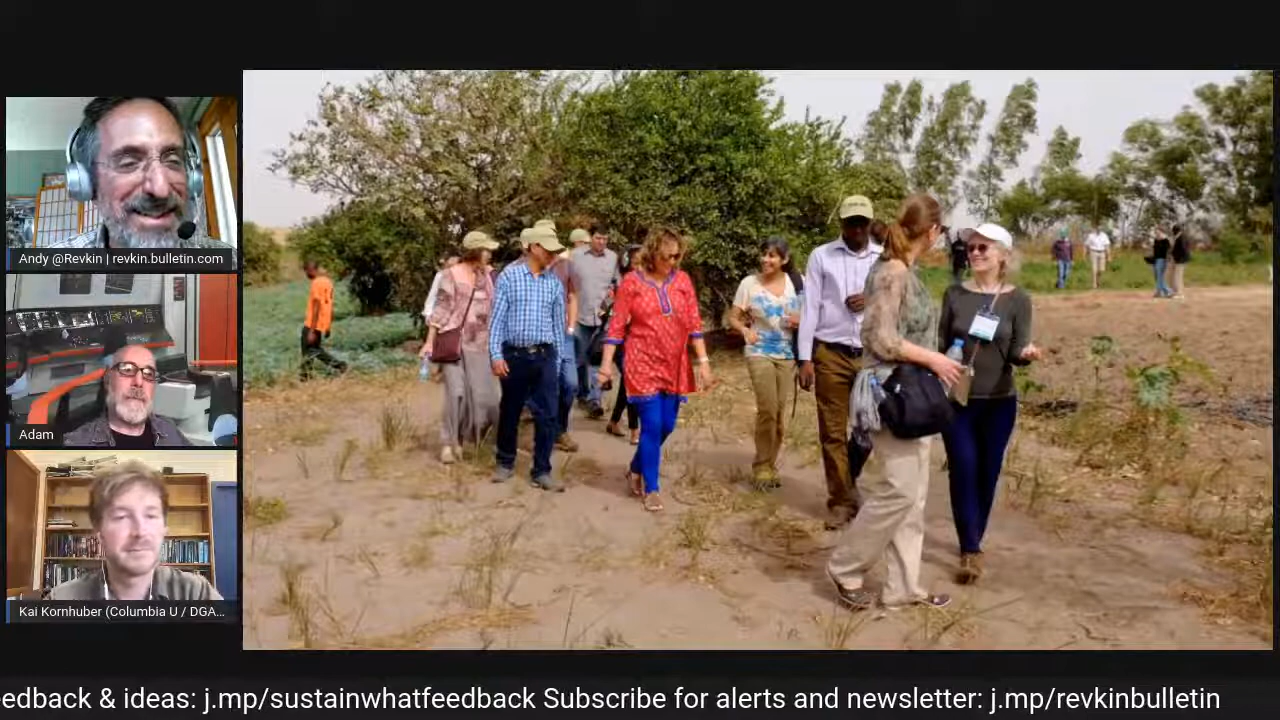 Andy @Revkin | revkin.bulletin.com
Adam
Kai Kornhuber (Columbia U / DGA...
edback & ideas: j.mp/sustainwhatfeedback Subscribe for alerts and newsletter: j.mp/revkinbulletin